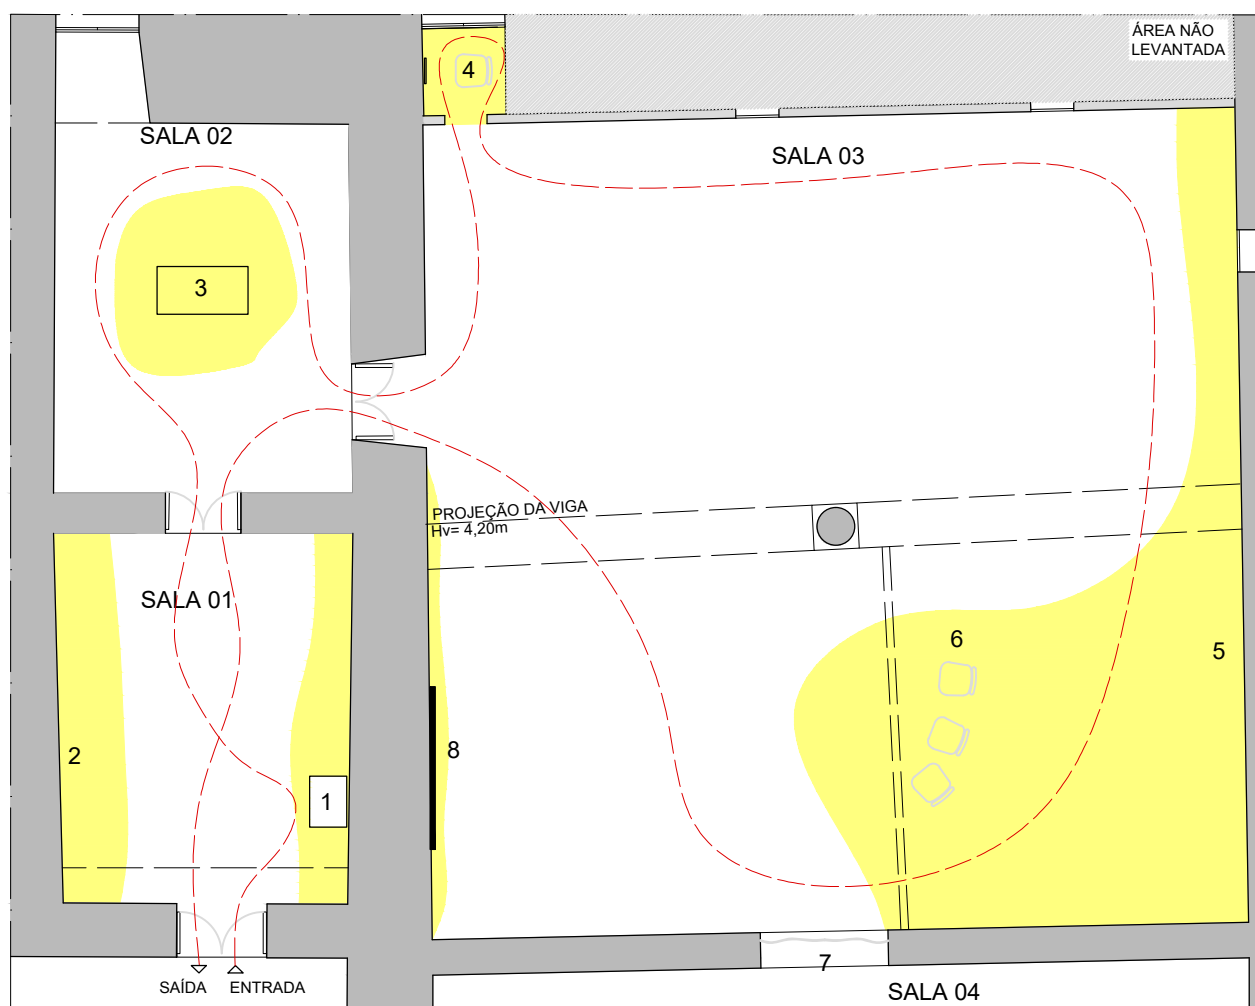 ÁREA NÃO
LEVANTADA
4
SALA 02
SALA 03
3
PROJEÇÃO DA VIGA
Hv= 4,20m
SALA 01
6
5
2
8
1
7
SAÍDA
ENTRADA
SALA 04